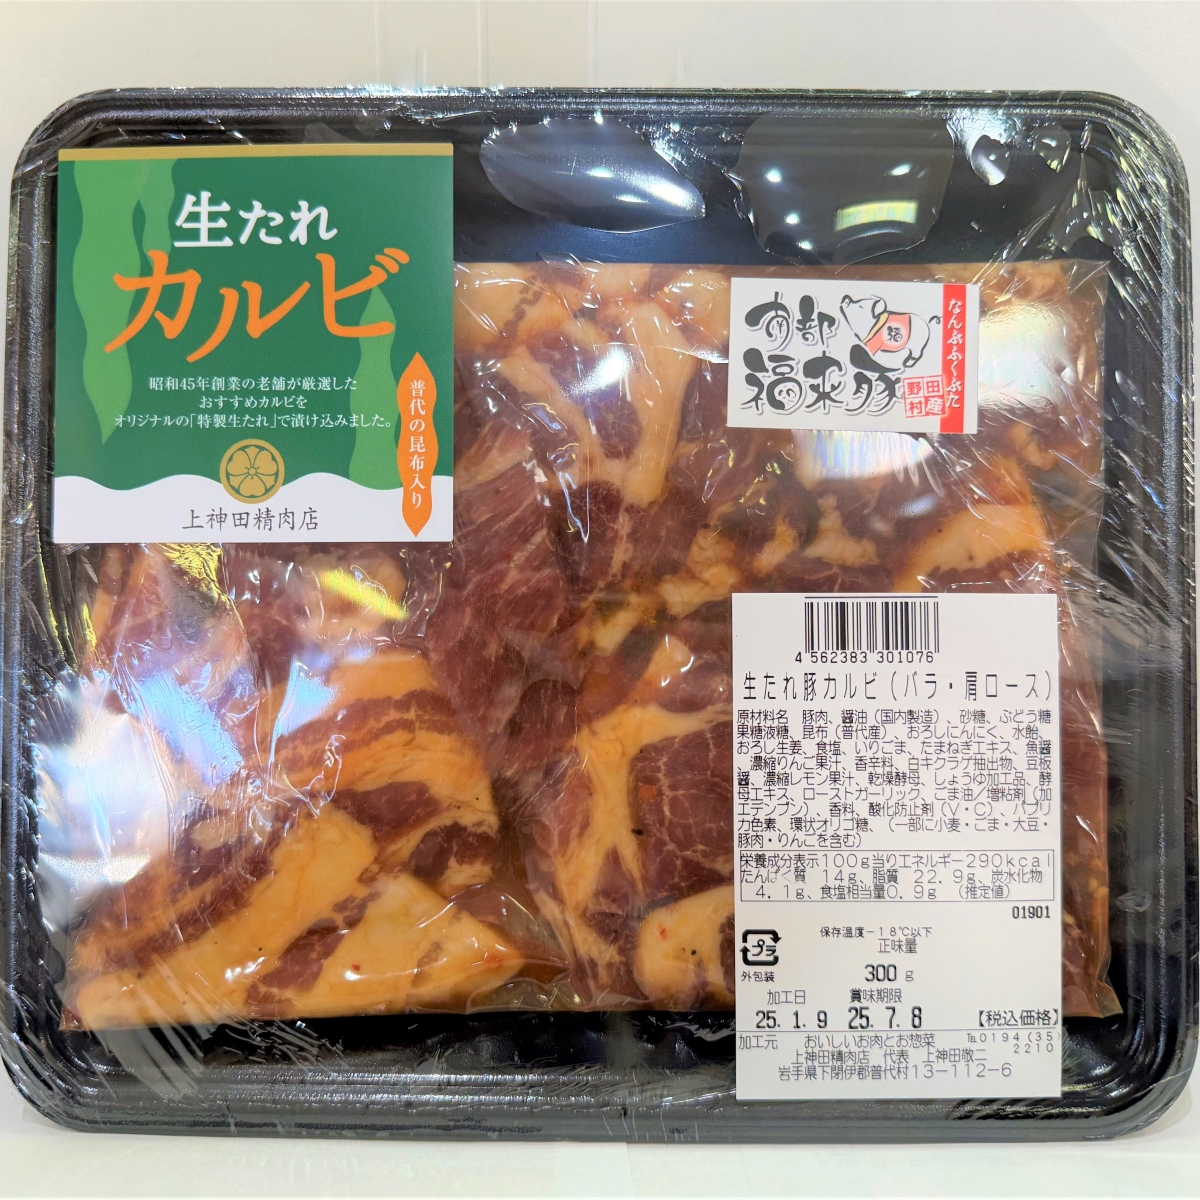 生たれ
カルビ
昭和45年創業の老舗が厳選した
おすすめカルビを
オリジナルの「特製生たれ」で漬け込みました。
普代の昆布入り
上神田精肉店
南部
福来豚
福
なんぶふくぶた
野田村産
4 562383 301076
生たれ豚カルビ(バラ・肩ロース)
原材料名 豚肉、醤油(国内製造)、砂糖、ぶどう糖
果糖液糖、昆布(普代産)、おろしにんにく、水飴、
おろし生姜、食塩、いりごま、たまねぎエキス、魚醤
、濃縮りんご果汁、香辛料、白キクラゲ抽出物、豆板
醤、濃縮レモン果汁、乾燥酵母、しょうゆ加工品、酵
母エキス、ローストガーリック、ごま油/増粘剤(加
工デンプン)、香料、酸化防止剤(V・C)、パプリ
カ色素、環状オリゴ糖、(一部に小麦・ごま・大豆・
豚肉・りんごを含む)
栄養成分表示100g当りエネルギー290kcal
たんぱく質 14g、脂質 22.9g、炭水化物
4.1g、食塩相当量0.9g (推定値)
01901
保存温度-18℃以下
プラ
外包装
正味量
300g
加工日 賞味期限
25.1.9 25.7.8 【税込価格】
加工元 おいしいお肉とお惣菜 ℡0194(35)
2210
上神田精肉店 代表 上神田敬二
岩手県下閉伊郡普代村13-112-6